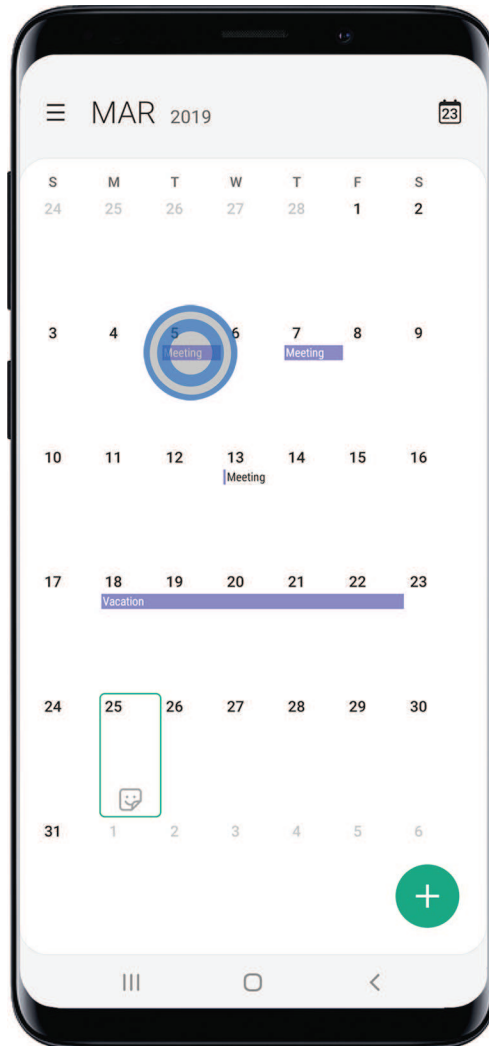 MAR 2019 23
S M T W T F S
24 25 26 27 28 1 2
3 4 5 6 7 8 9
Meeting Meeting
10 11 12 13 14 15 16
Meeting
17 18 19 20 21 22 23
Vacation
24 25 26 27 28 29 30
31 1 2 3 4 5 6